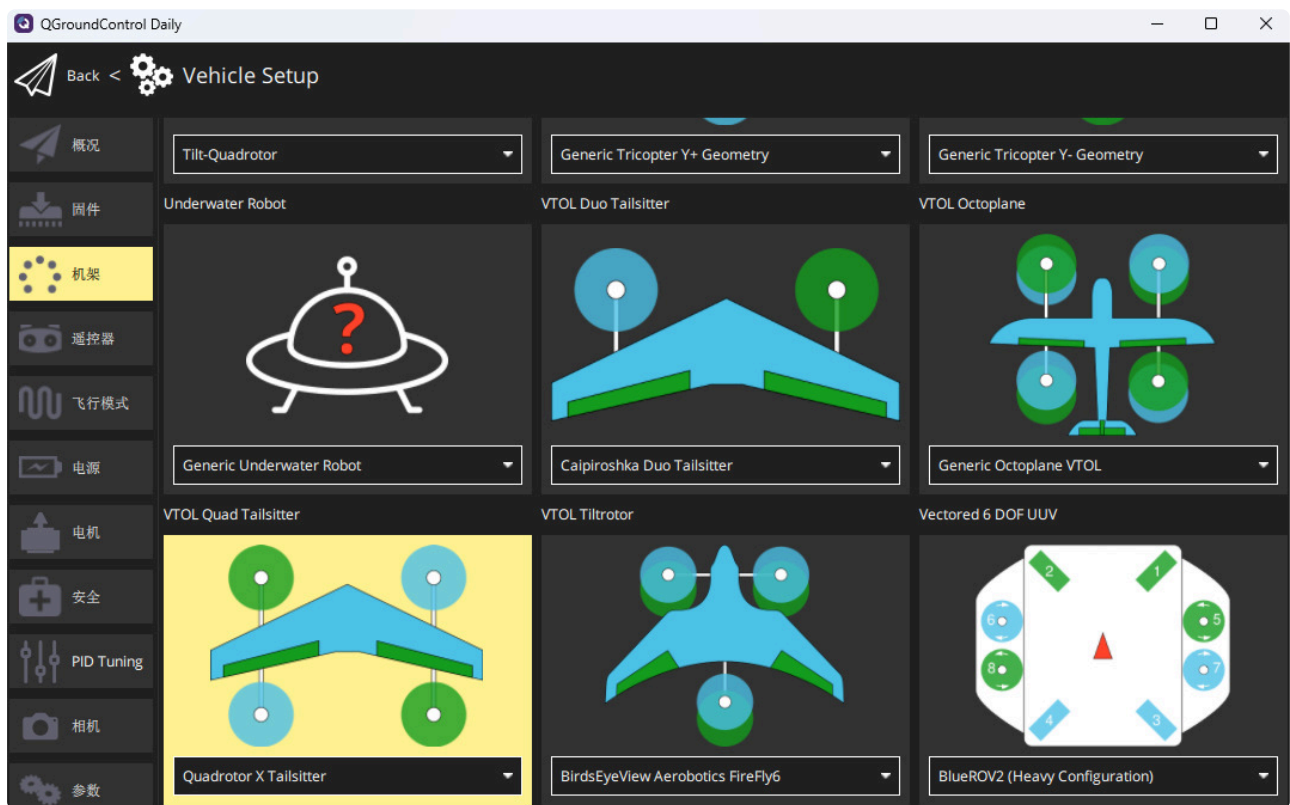 QGroundControl Daily
Back < Vehicle Setup
概况
固件
机架
遥控器
飞行模式
电源
电机
安全
PID Tuning
相机
参数
Tilt-Quadrotor
Generic Tricopter Y+ Geometry
Generic Tricopter Y- Geometry
Underwater Robot
VTOL Duo Tailsitter
VTOL Octoplane
?
Generic Underwater Robot
Caipiroshka Duo Tailsitter
Generic Octoplane VTOL
VTOL Quad Tailsitter
VTOL Tiltrotor
Vectored 6 DOF UUV
2 1
6 5
8 7
4 3
Quadrotor X Tailsitter
BirdsEyeView Aerobotics FireFly6
BlueROV2 (Heavy Configuration)